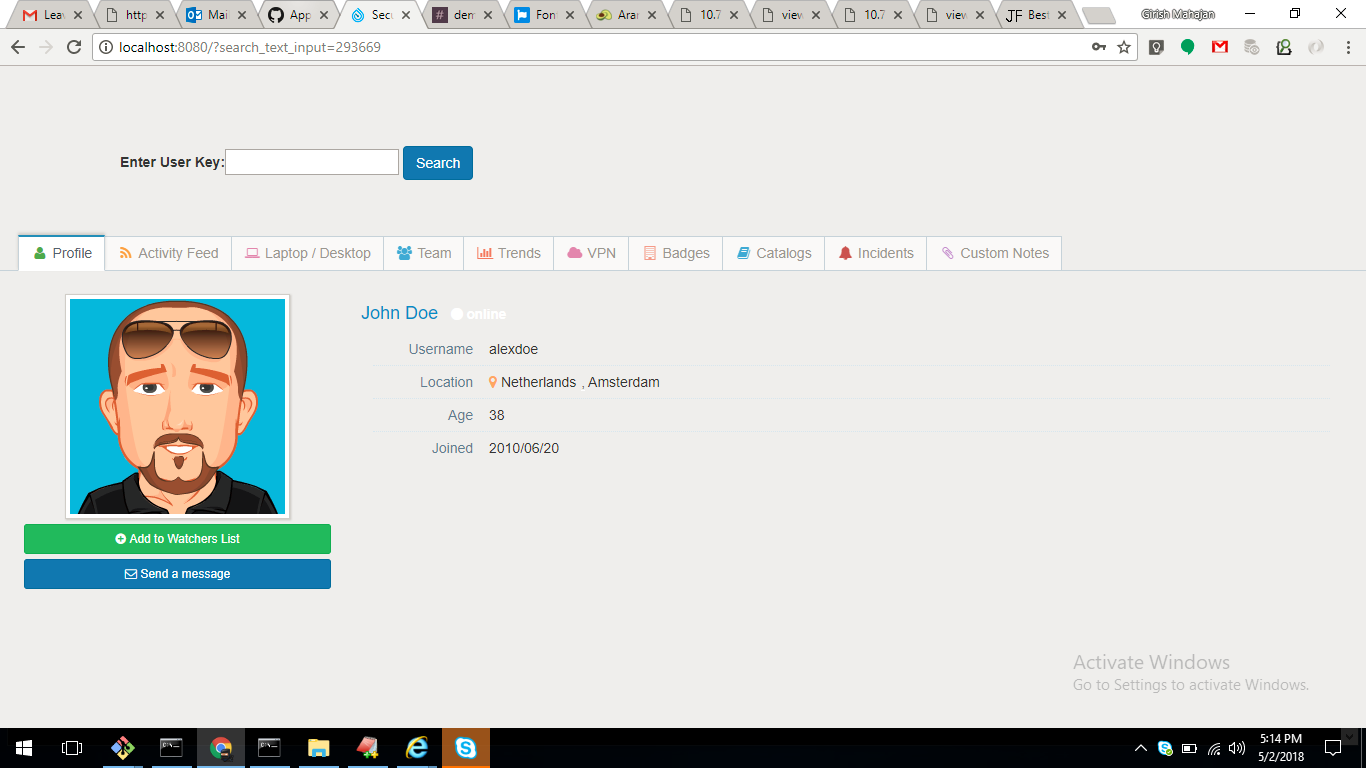 Leav
http
Mail
App
Secu
dem
Fon
Arar
10.7
view
10.7
view
JF Best
Girish Mahajan
localhost:8080/?search_text_input=293669
Enter User Key:
Search
Profile
Activity Feed
Laptop / Desktop
Team
Trends
VPN
Badges
Catalogs
Incidents
Custom Notes
John Doe online
Username alexdoe
Location Netherlands , Amsterdam
Age 38
Joined 2010/06/20
Add to Watchers List
Send a message
Activate Windows
Go to Settings to activate Windows.
5:14 PM
5/2/2018